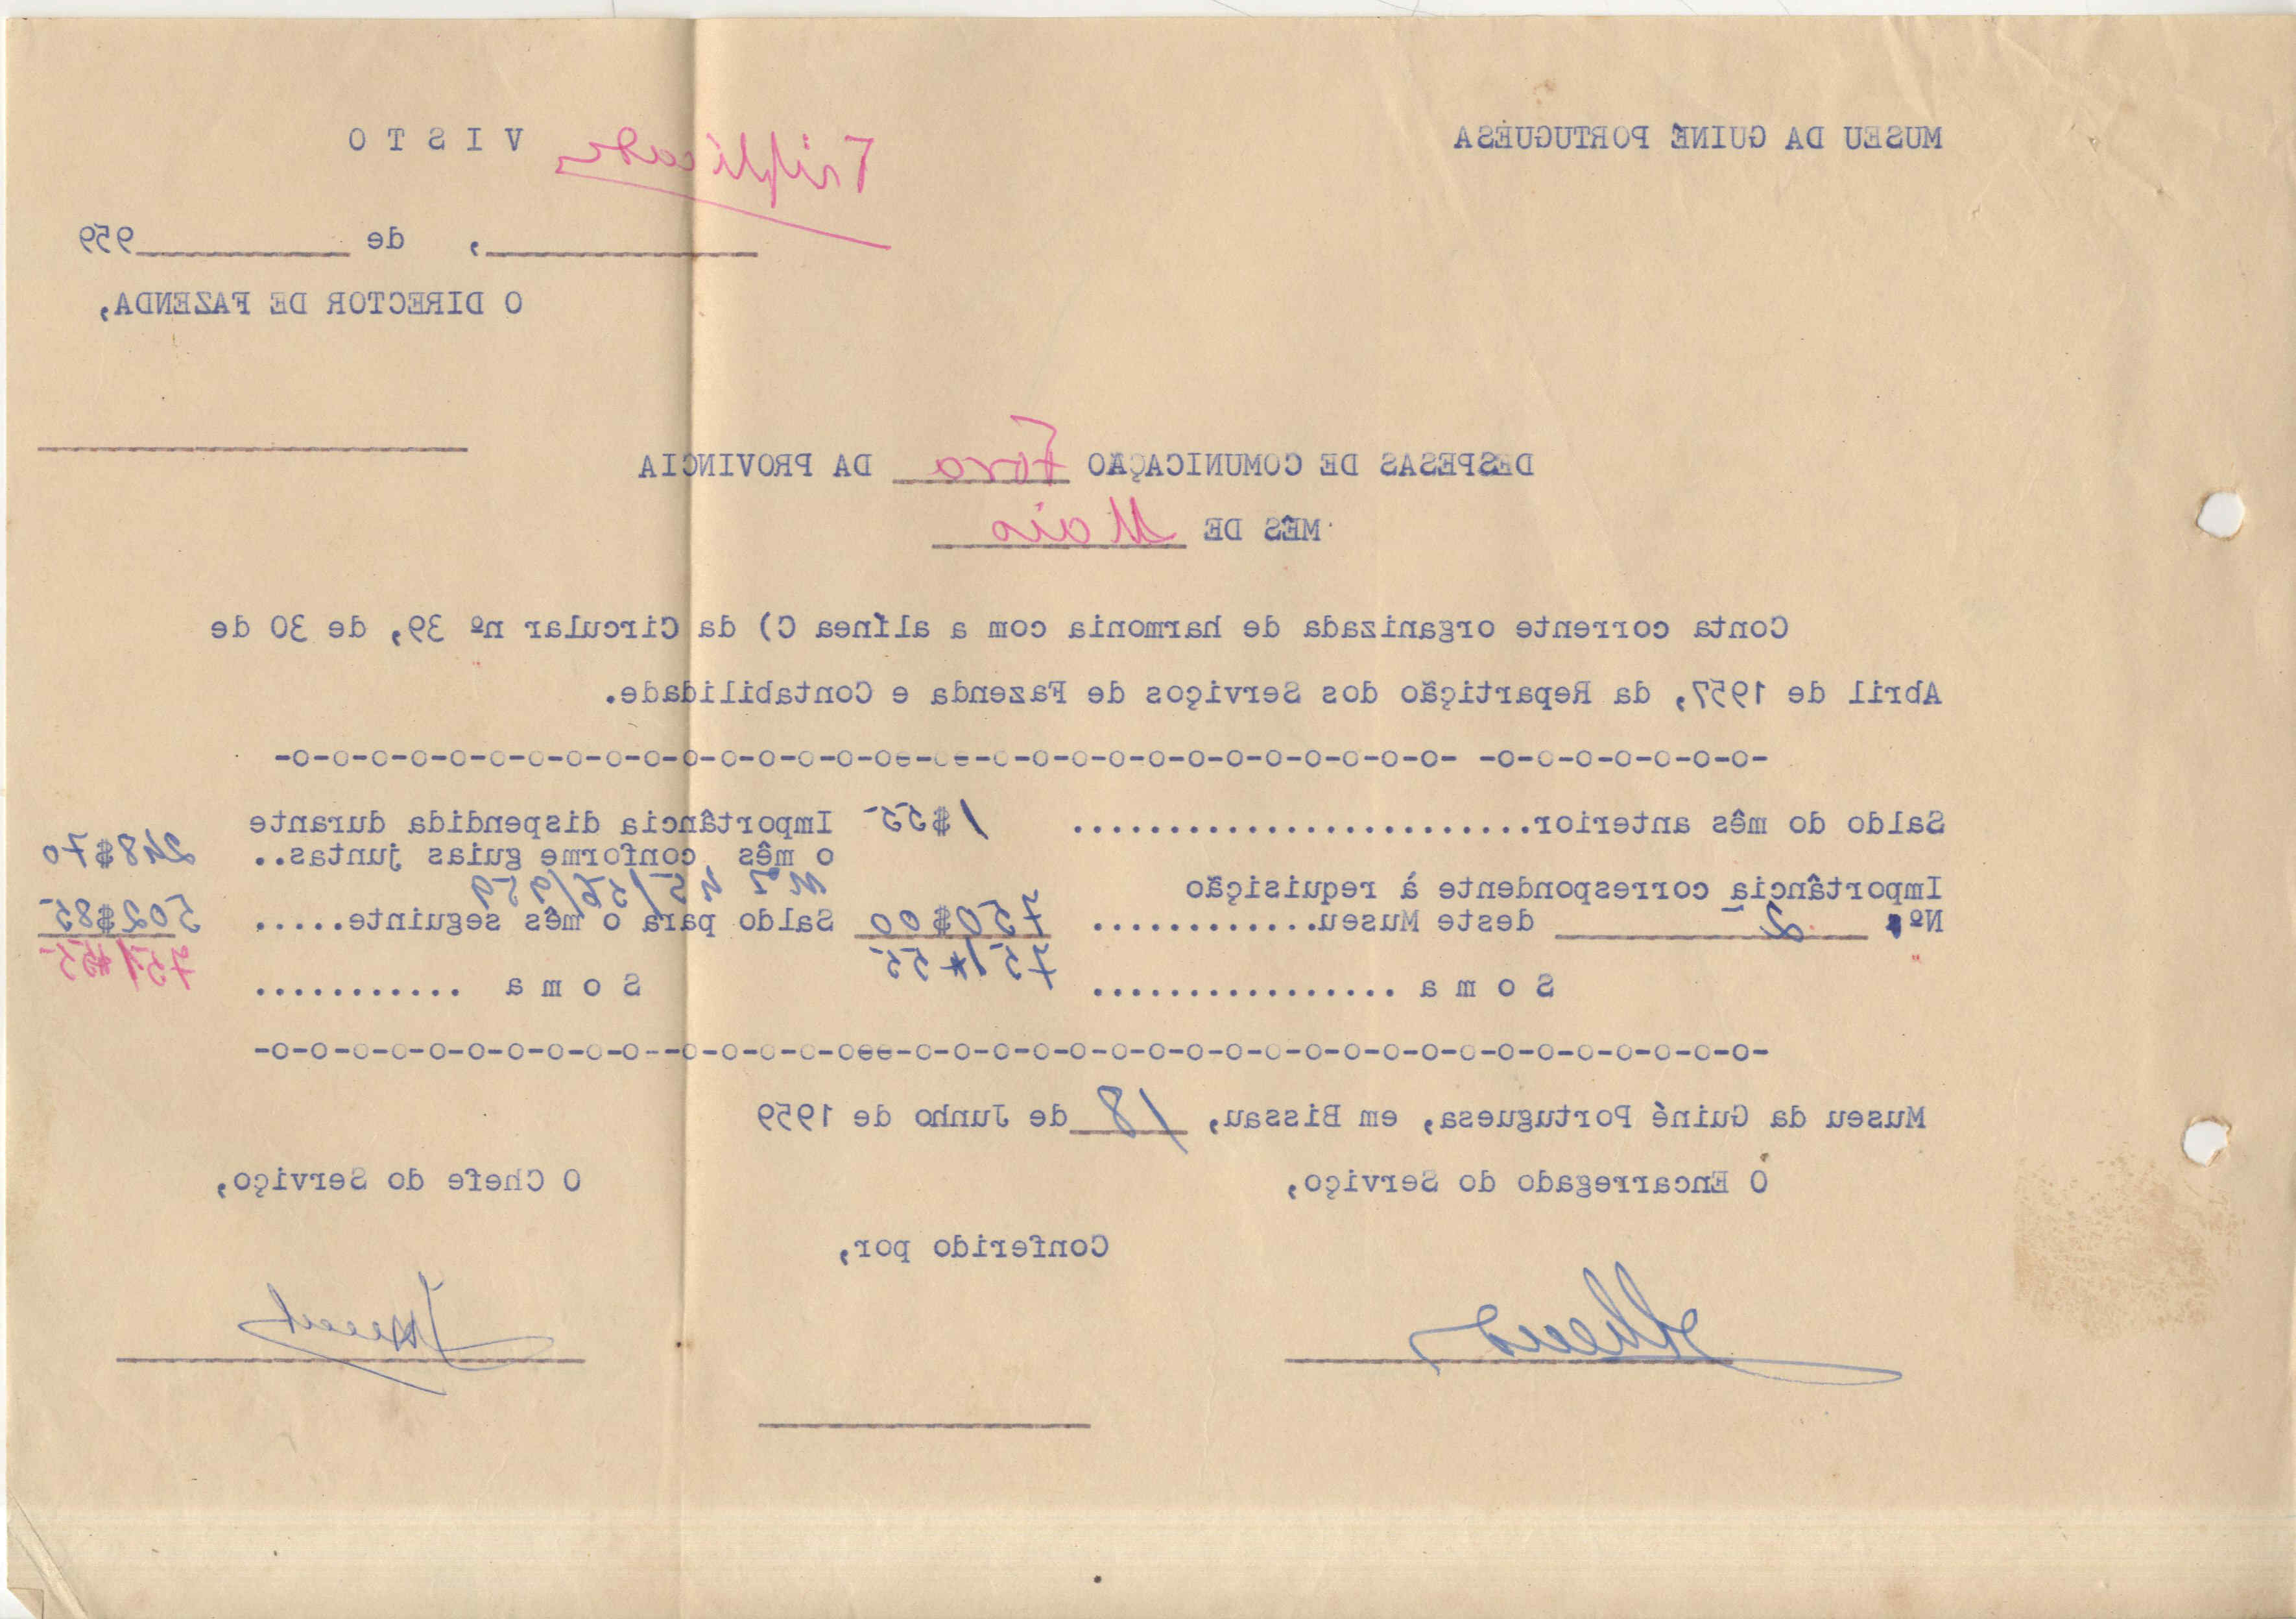 MUSEU DA GUINÉ PORTUGUESA
VISTO
Triplicado
, de 959
O DIRECTOR DE FAZENDA,
DESPESAS DE COMUNICAÇÃO Fora DA PROVINCIA
MÊS DE Maio
Conta corrente organizada de harmonia com a alínea C) da Circular nº 39, de 30 de
Abril de 1957, da Repartição dos Serviços de Fazenda e Contabilidade.
Saldo do mês anterior........................ 1$55
Importância correspondente à requisição
Nº 2 deste Museu............ 750$00
751$55
Soma ................
Importância dispendida durante
o mês conforme guias juntas.. 248$70
nºs 45/56/959
Saldo para o mês seguinte..... 502$85
751$55
Soma ...........
Museu da Guiné Portuguesa, em Bissau, 18 de Junho de 1959
O Encarregado do Serviço,
O Chefe do Serviço,
Conferido por,